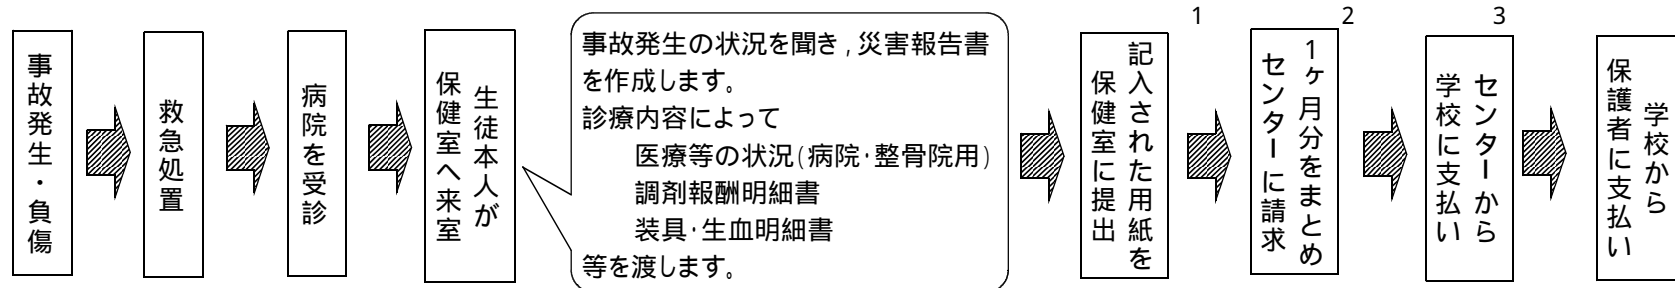 事故発生・負傷
救急処置
病院を受診
生徒本人が
保健室へ来室
事故発生の状況を聞き,災害報告書
を作成します。
診療内容によって
医療等の状況(病院・整骨院用)
調剤報酬明細書
装具・生血明細書
等を渡します。
記入された用紙を
保健室に提出
1
1ヶ月分をまとめ
センターに請求
2
センターから
学校に支払い
3
学校から
保護者に支払い